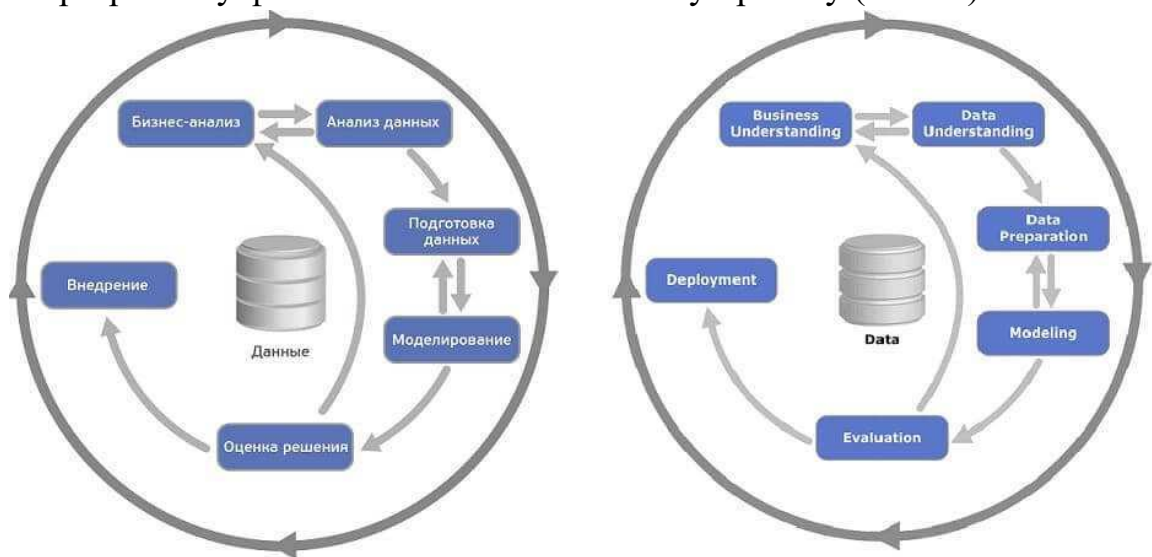 Бизнес-анализ
Анализ данных
Подготовка
данных
Внедрение
Моделирование
Данные
Оценка решения
Business
Understanding
Data
Understanding
Data
Preparation
Deployment
Modeling
Data
Evaluation